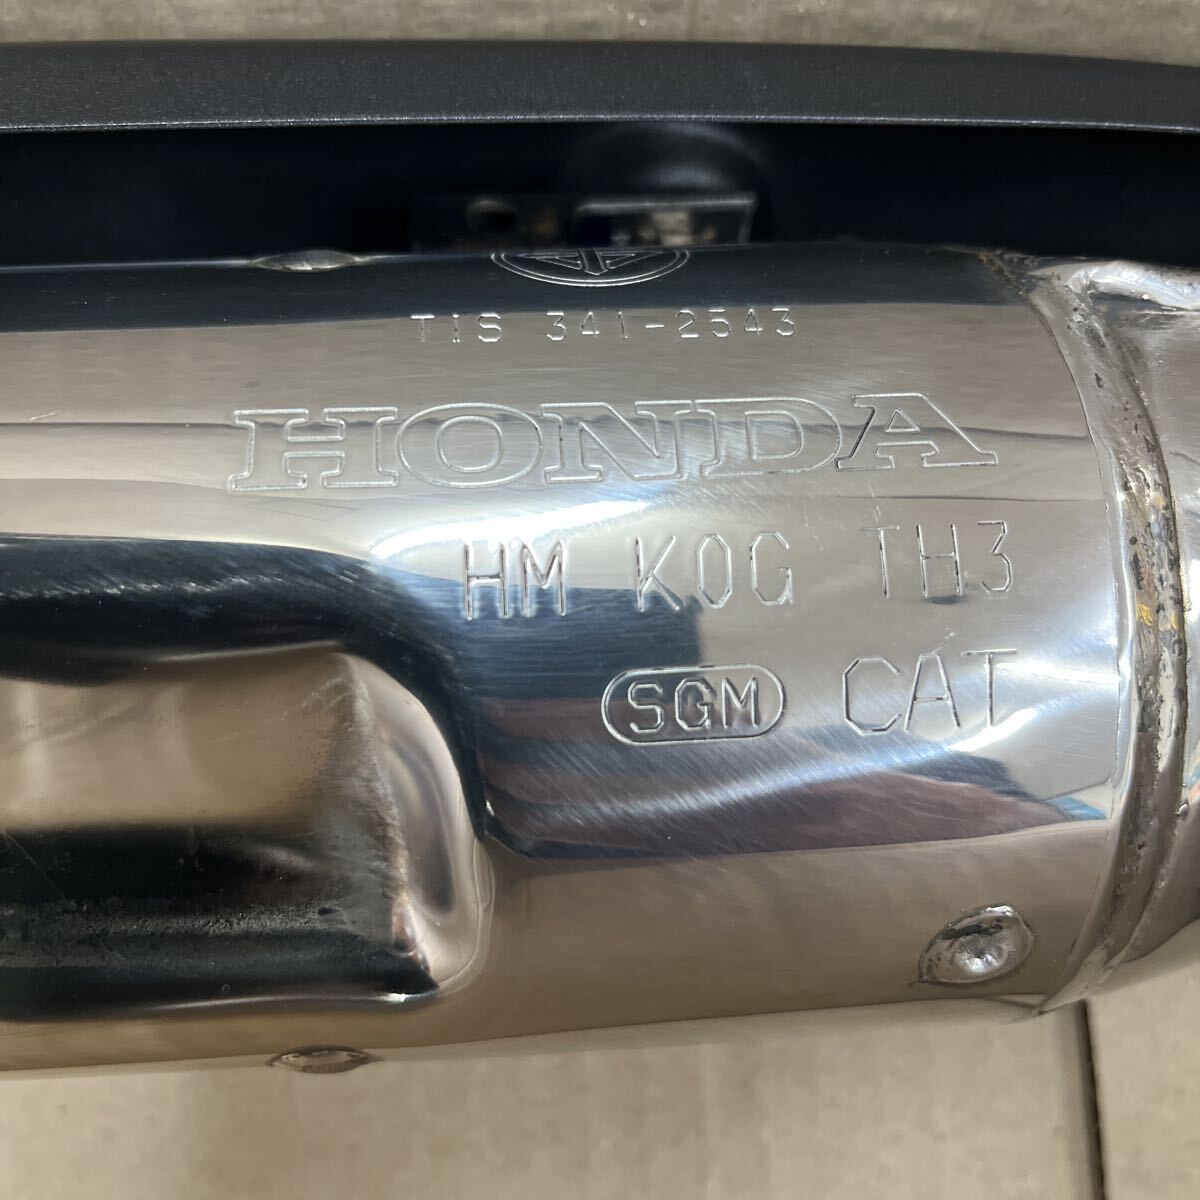 TIS 341-2543
HONDA
HM K0G TH3
SGM CAT